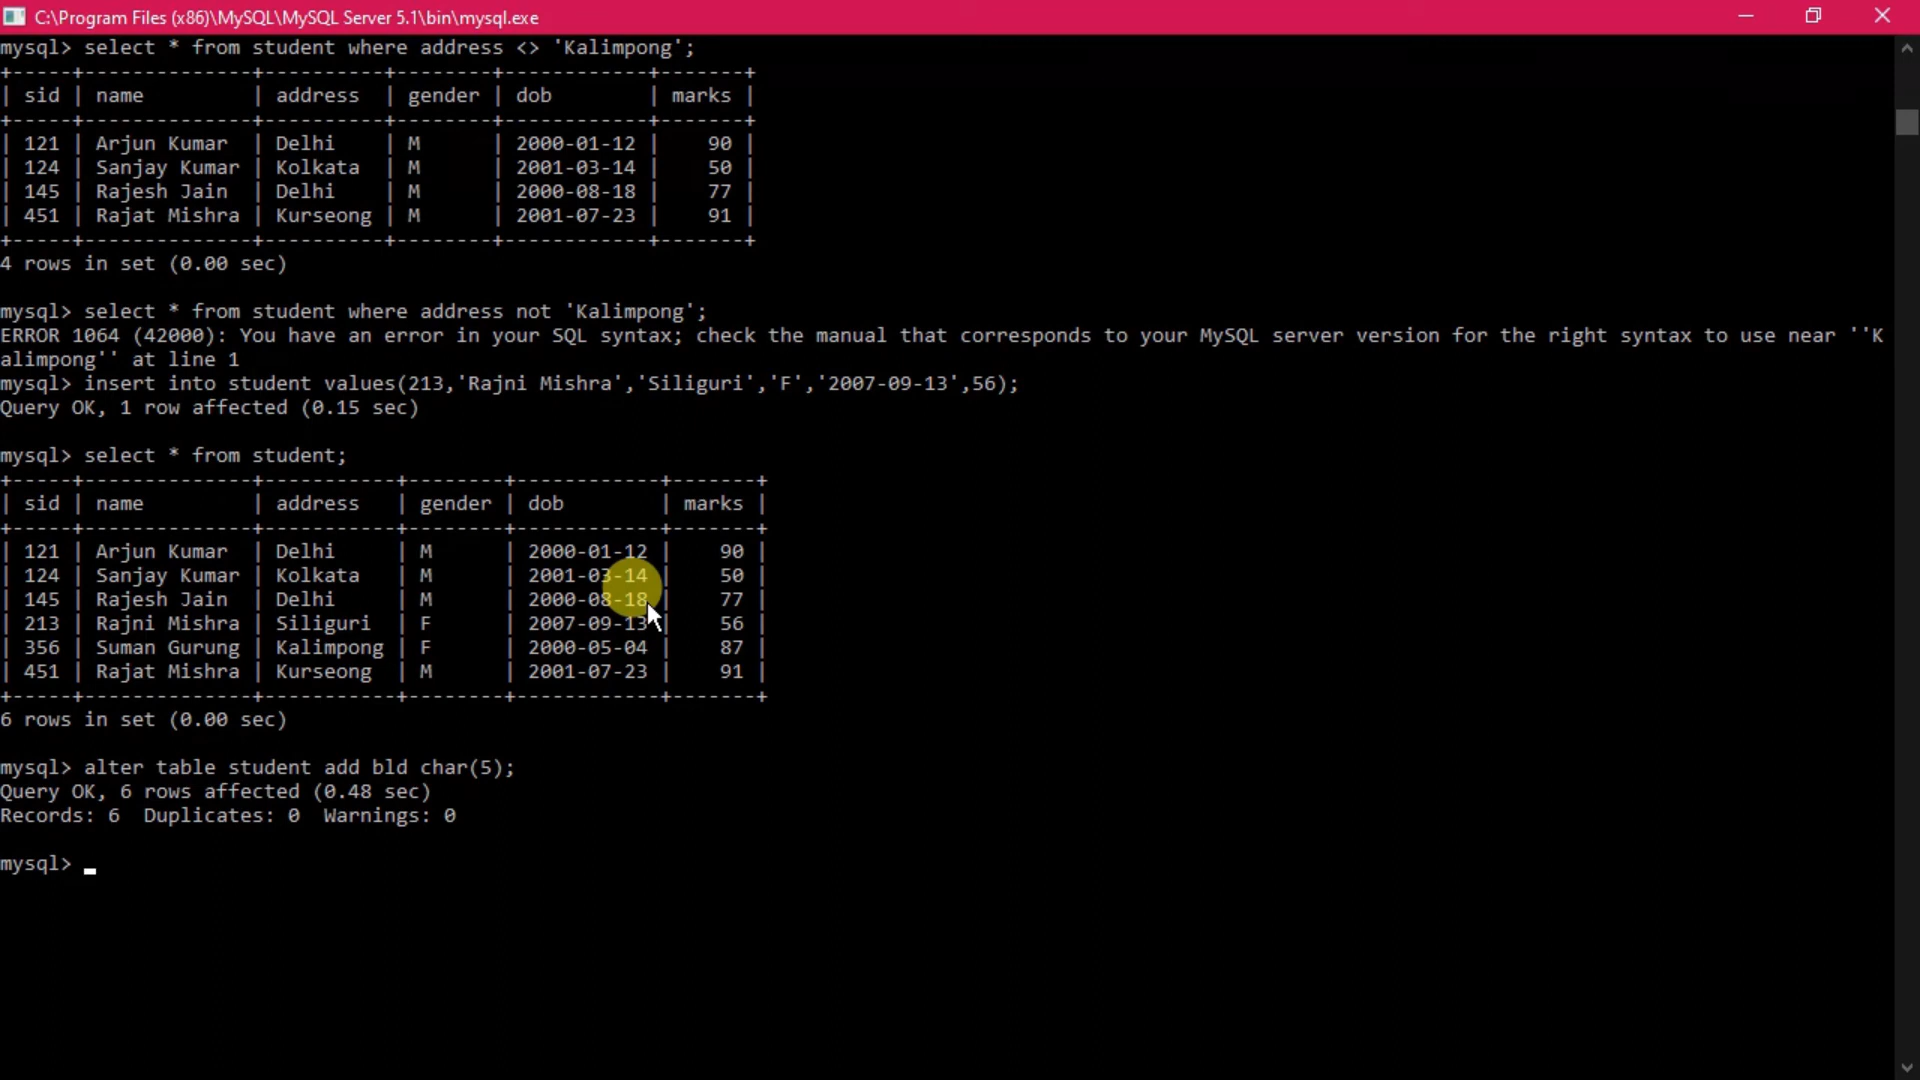 C:\Program Files (x86)\MySQL\MySQL Server 5.1\bin\mysql.exe
mysql> select * from student where address <> 'Kalimpong';
+-----+--------------+-----------+--------+------------+-------+
| sid | name         | address  | gender | dob        | marks |
+-----+--------------+-----------+--------+------------+-------+
| 121 | Arjun Kumar  | Delhi    | M      | 2000-01-12 |    90 |
| 124 | Sanjay Kumar | Kolkata  | M      | 2001-03-14 |    50 |
| 145 | Rajesh Jain  | Delhi    | M      | 2000-08-18 |    77 |
| 451 | Rajat Mishra | Kurseong | M      | 2001-07-23 |    91 |
+-----+--------------+----------+--------+------------+-------+
4 rows in set (0.00 sec)
mysql> select * from student where address not 'Kalimpong';
ERROR 1064 (42000): You have an error in your SQL syntax; check the manual that corresponds to your MySQL server version for the right syntax to use near ''K
alimpong'' at line 1
mysql> insert into student values(213,'Rajni Mishra','Siliguri','F','2007-09-13',56);
Query OK, 1 row affected (0.15 sec)
mysql> select * from student;
+-----+--------------+-----------+--------+------------+-------+
| sid | name         | address   | gender | dob        | marks |
+-----+--------------+-----------+--------+------------+-------+
| 121 | Arjun Kumar  | Delhi     | M      | 2000-01-12 |    90 |
| 124 | Sanjay Kumar | Kolkata   | M      | 2001-03-14 |    50 |
| 145 | Rajesh Jain  | Delhi     | M      | 2000-08-18 |    77 |
| 213 | Rajni Mishra | Siliguri  | F      | 2007-09-13 |    56 |
| 356 | Suman Gurung | Kalimpong | F      | 2000-05-04 |    87 |
| 451 | Rajat Mishra | Kurseong  | M      | 2001-07-23 |    91 |
+-----+--------------+-----------+--------+------------+-------+
6 rows in set (0.00 sec)
mysql> alter table student add bld char(5);
Query OK, 6 rows affected (0.48 sec)
Records: 6  Duplicates: 0  Warnings: 0
mysql> _